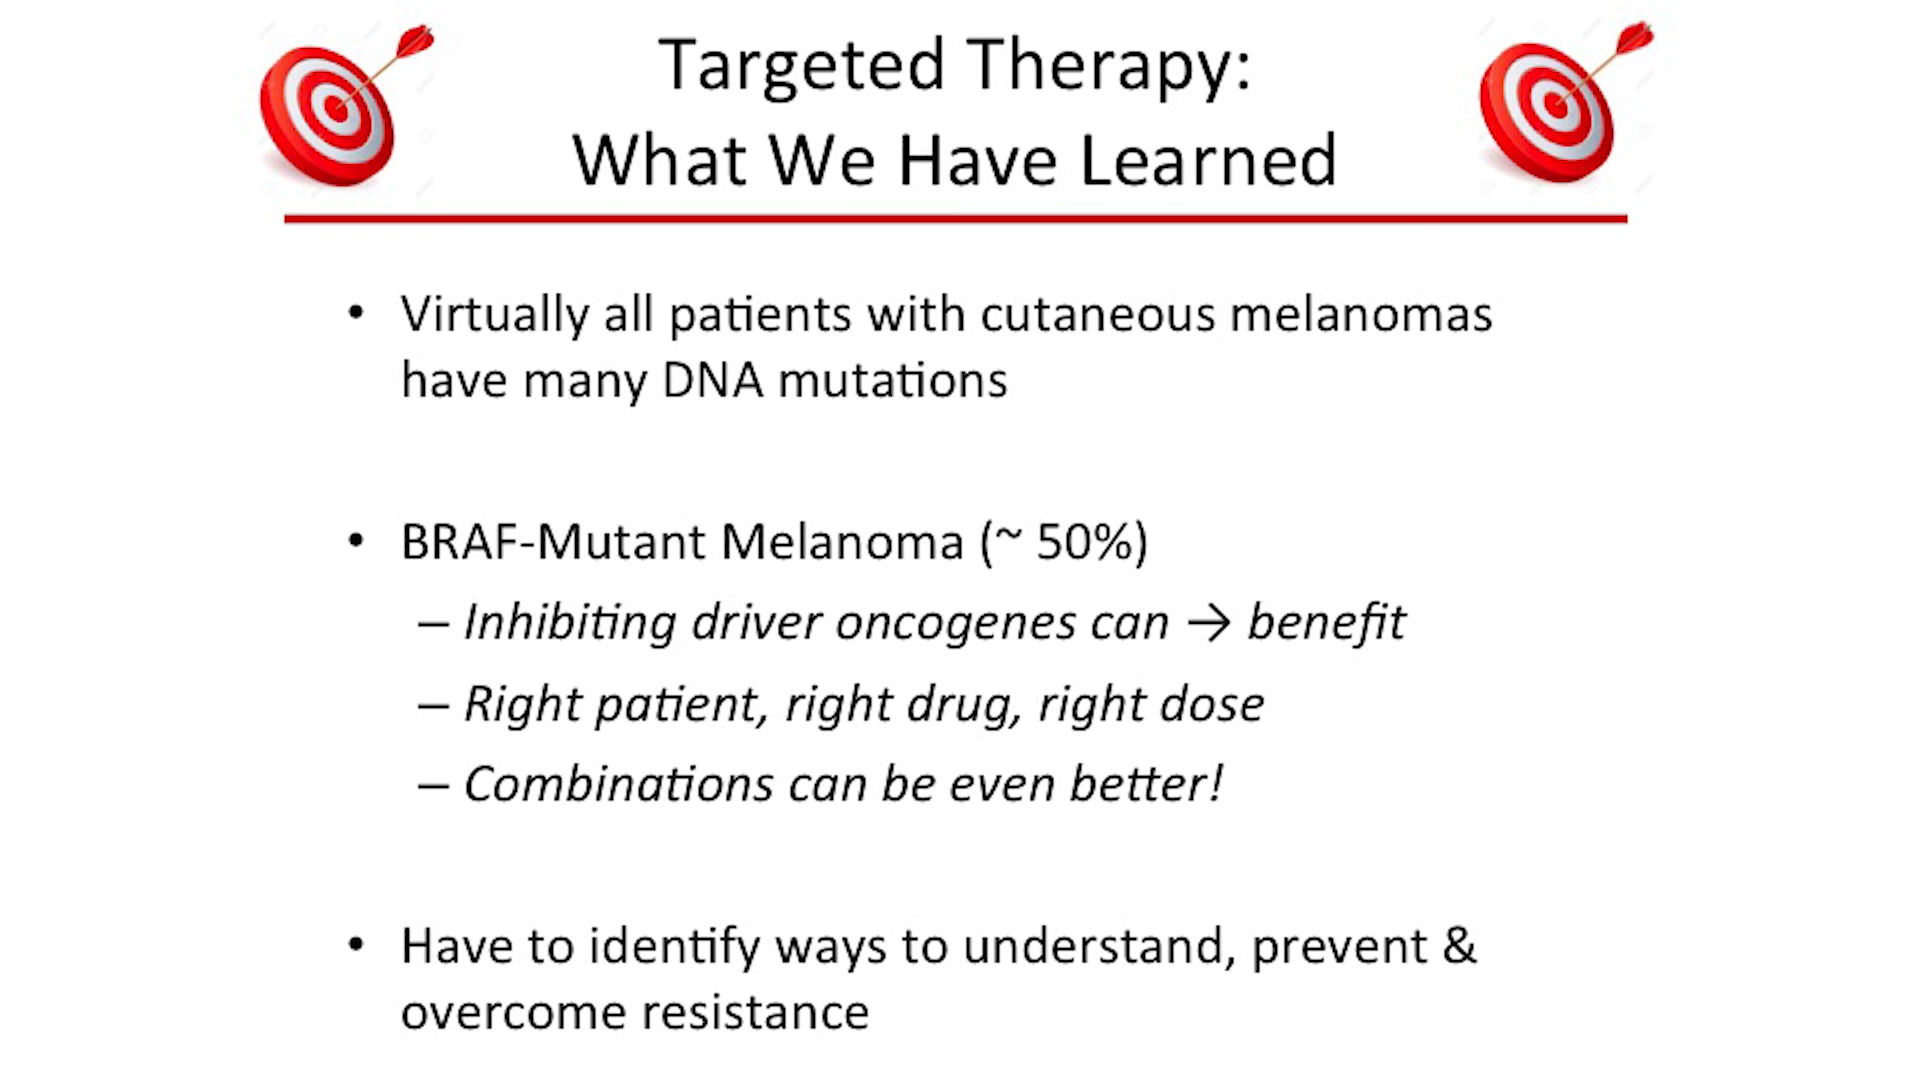 Targeted Therapy:
What We Have Learned
• Virtually all patients with cutaneous melanomas
have many DNA mutations
• BRAF-Mutant Melanoma (~ 50%)
– Inhibiting driver oncogenes can → benefit
– Right patient, right drug, right dose
– Combinations can be even better!
• Have to identify ways to understand, prevent &
overcome resistance